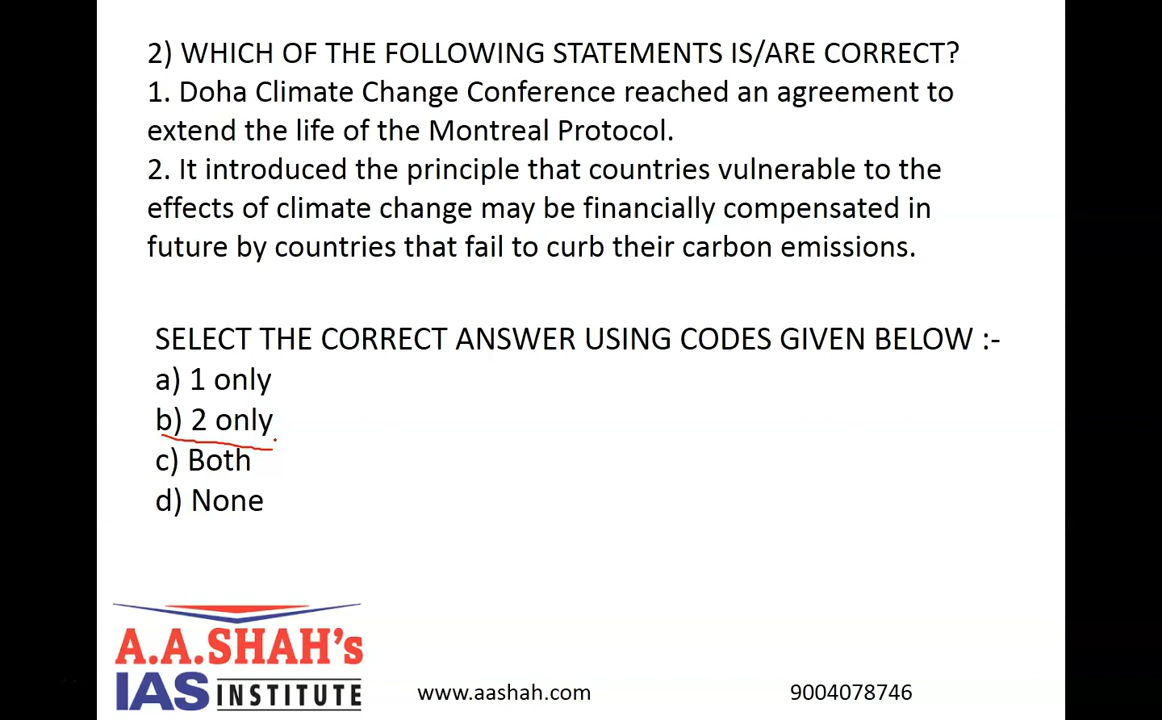 2) WHICH OF THE FOLLOWING STATEMENTS IS/ARE CORRECT?
1. Doha Climate Change Conference reached an agreement to
extend the life of the Montreal Protocol.
2. It introduced the principle that countries vulnerable to the
effects of climate change may be financially compensated in
future by countries that fail to curb their carbon emissions.
SELECT THE CORRECT ANSWER USING CODES GIVEN BELOW :-
a) 1 only
b) 2 only
c) Both
d) None
A.A.SHAH's
IAS INSTITUTE
www.aashah.com
9004078746